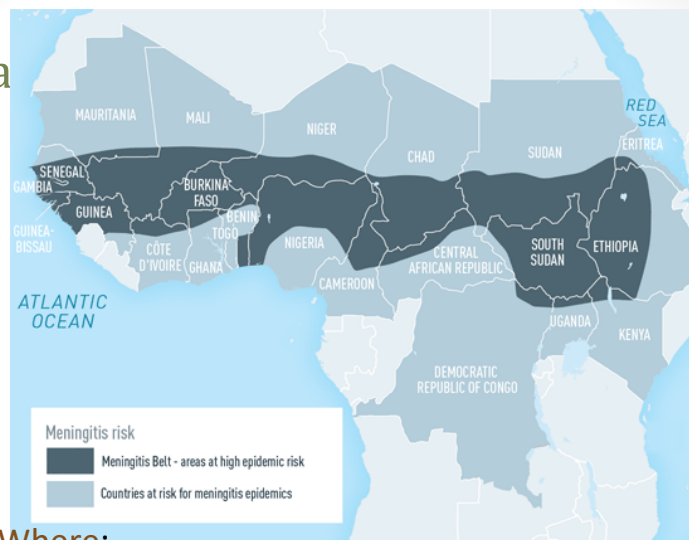 a
RED
SEA
MAURITANIA
MALI
NIGER
CHAD
SUDAN
ERITREA
SENEGAL
GAMBIA
BURKINA
FASO
GUINEA
BENIN
TOGO
GUINEA-
BISSAU
NIGERIA
CÔTE
D'IVOIRE
GHANA
SOUTH
SUDAN
ETHIOPIA
CENTRAL
AFRICAN REPUBLIC
CAMEROON
ATLANTIC
OCEAN
UGANDA
KENYA
DEMOCRATIC
REPUBLIC OF CONGO
Meningitis risk
Meningitis Belt - areas at high epidemic risk
Countries at risk for meningitis epidemics
Where: